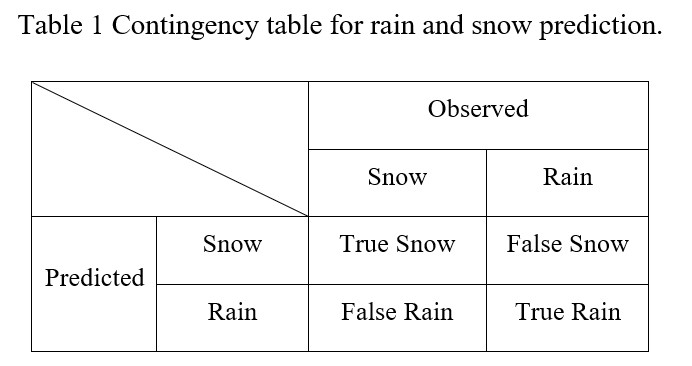 Table 1 Contingency table for rain and snow prediction.
Observed
Snow Rain
Predicted
Snow True Snow False Snow
Rain False Rain True Rain